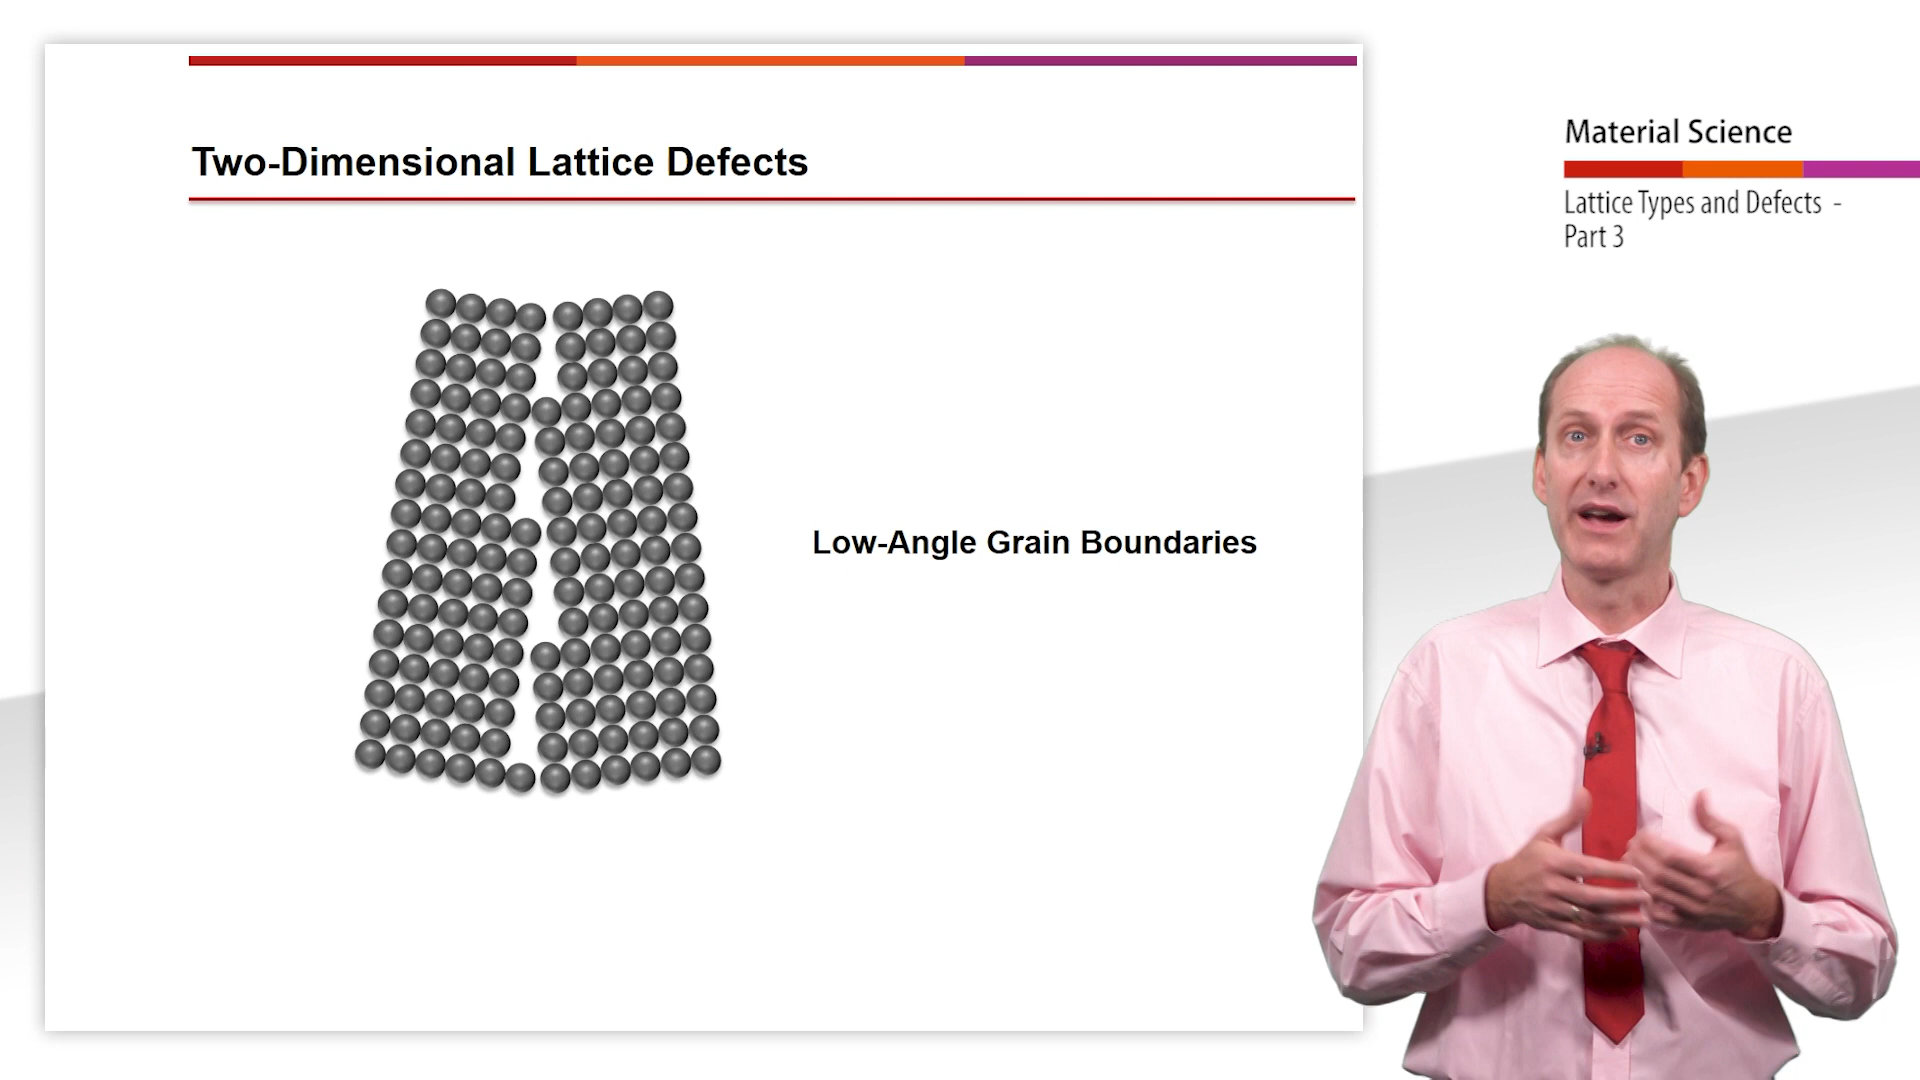 Two-Dimensional Lattice Defects
Low-Angle Grain Boundaries
Material Science
Lattice Types and Defects -
Part 3